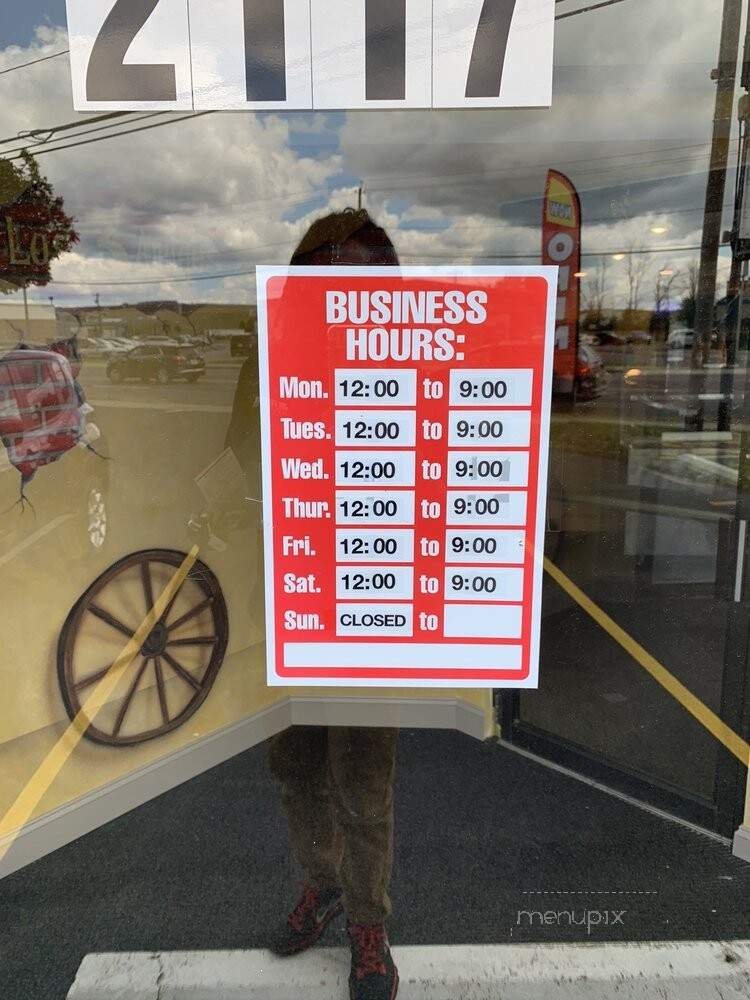 2117
Lo
BUSINESS
HOURS:
Mon. 12:00 to 9:00
Tues. 12:00 to 9:00
Wed. 12:00 to 9:00
Thur. 12:00 to 9:00
Fri. 12:00 to 9:00
Sat. 12:00 to 9:00
Sun. CLOSED to
menupix